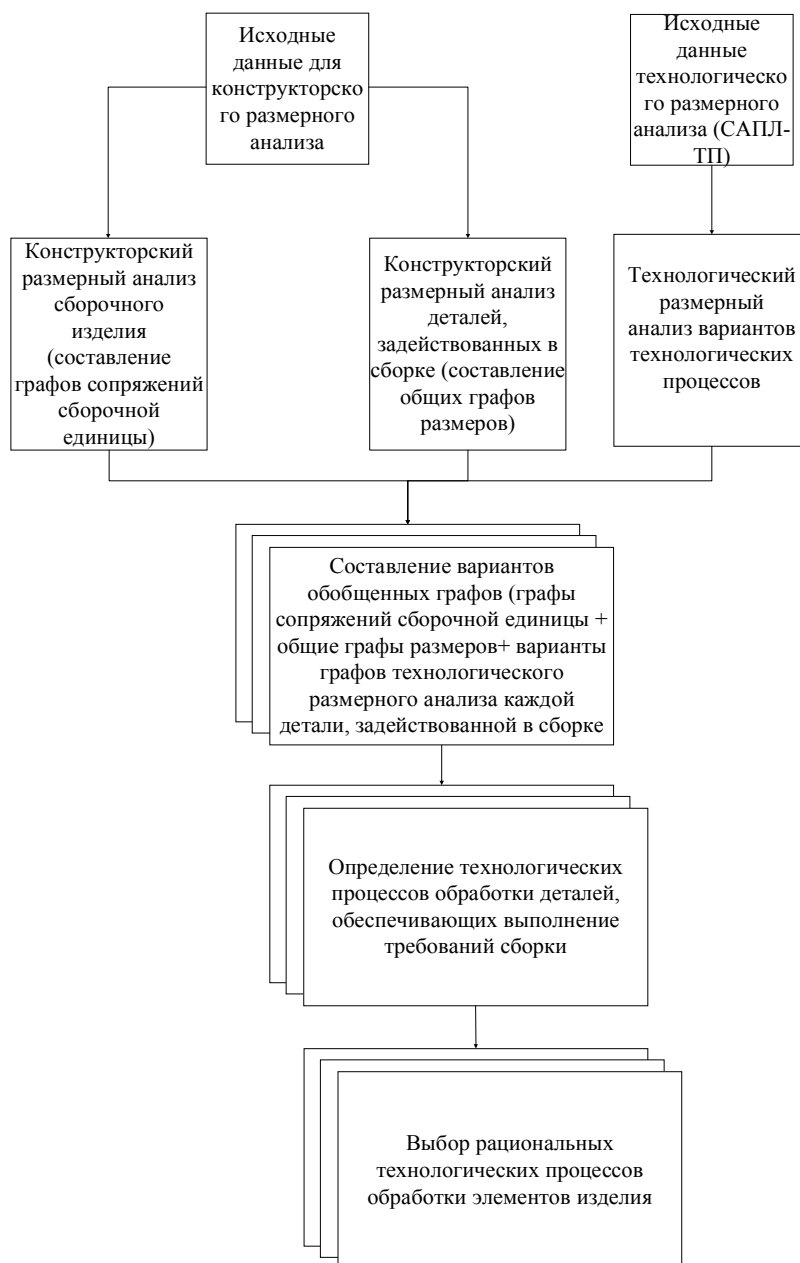 Исходные
данные для
конструкторско
го размерного
анализа
Исходные
данные
технологическо
го размерного
анализа (САПЛ-
ТП)
Конструкторский
размерный анализ
сборочного
изделия
(составление
графов сопряжений
сборочной
единицы)
Конструкторский
размерный анализ
деталей,
задействованных в
сборке (составление
общих графов
размеров)
Технологический
размерный
анализ вариантов
технологических
процессов
Составление вариантов
обобщенных графов (графы
сопряжений сборочной единицы +
общие графы размеров+ варианты
графов технологического
размерного анализа каждой
детали, задействованной в сборке
Определение технологических
процессов обработки деталей,
обеспечивающих выполнение
требований сборки
Выбор рациональных
технологических процессов
обработки элементов изделия